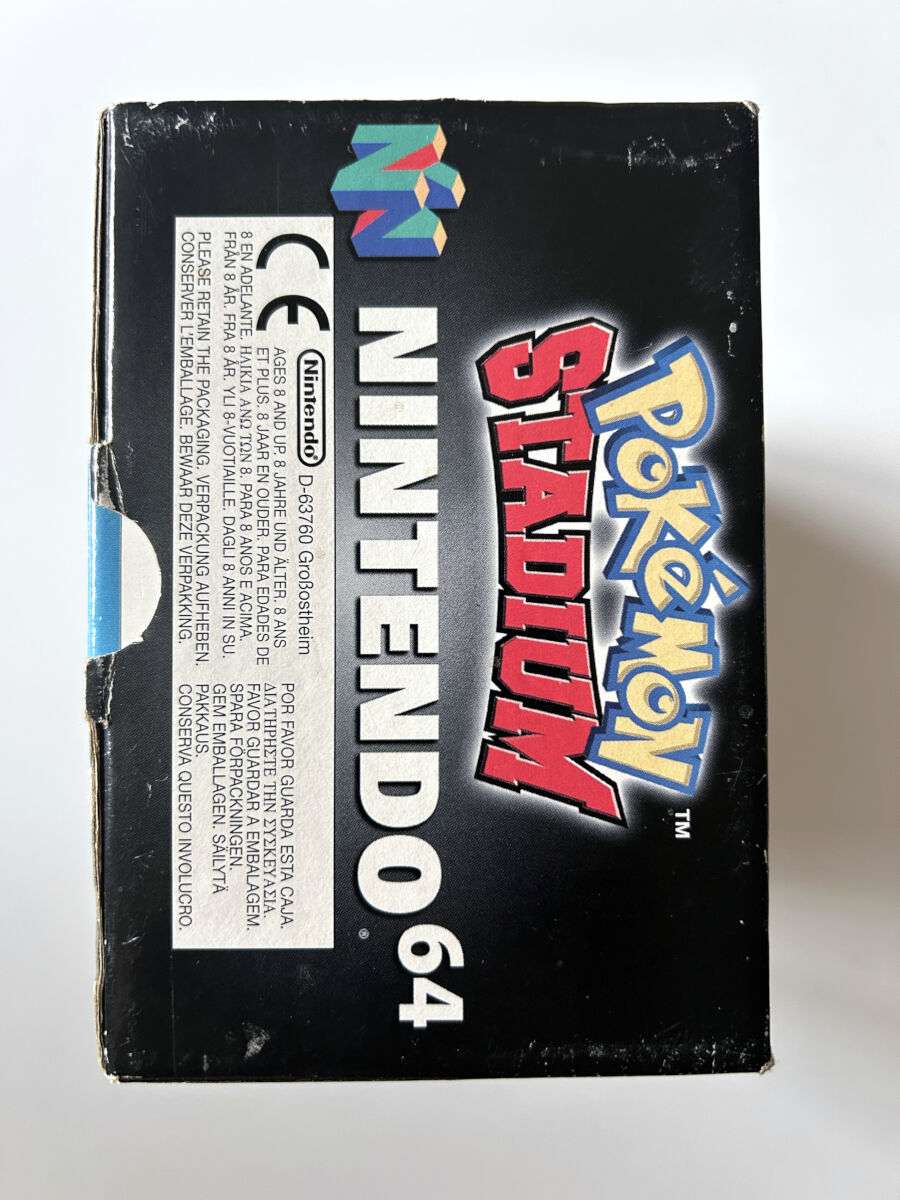 POKéMON™
STADIUM
NINTENDO®64
CE
Nintendo® D-63760 Großostheim
AGES 8 AND UP. 8 JAHRE UND ÄLTER. 8 ANS
ET PLUS. 8 JAAR EN OUDER. PARA EDADES DE
8 EN ADELANTE. ΗΛΙΚΙΑ ΑΝΩ ΤΩΝ 8. PARA 8 ANOS E ACIMA.
FRÅN 8 ÅR. FRA 8 ÅR. YLI 8-VUOTIAILLE. DAGLI 8 ANNI IN SU.
PLEASE RETAIN THE PACKAGING. VERPACKUNG AUFHEBEN.
CONSERVER L'EMBALLAGE. BEWAAR DEZE VERPAKKING.
POR FAVOR GUARDA ESTA CAJA.
ΔΙΑΤΗΡΗΣΤΕ ΤΗΝ ΣΥΣΚΕΥΑΣΙΑ.
FAVOR GUARDAR A EMBALAGEM.
SPARA FÖRPACKNINGEN.
GEM EMBALLAGEN. SÄILYTÄ
PAKKAUS.
CONSERVA QUESTO INVOLUCRO.